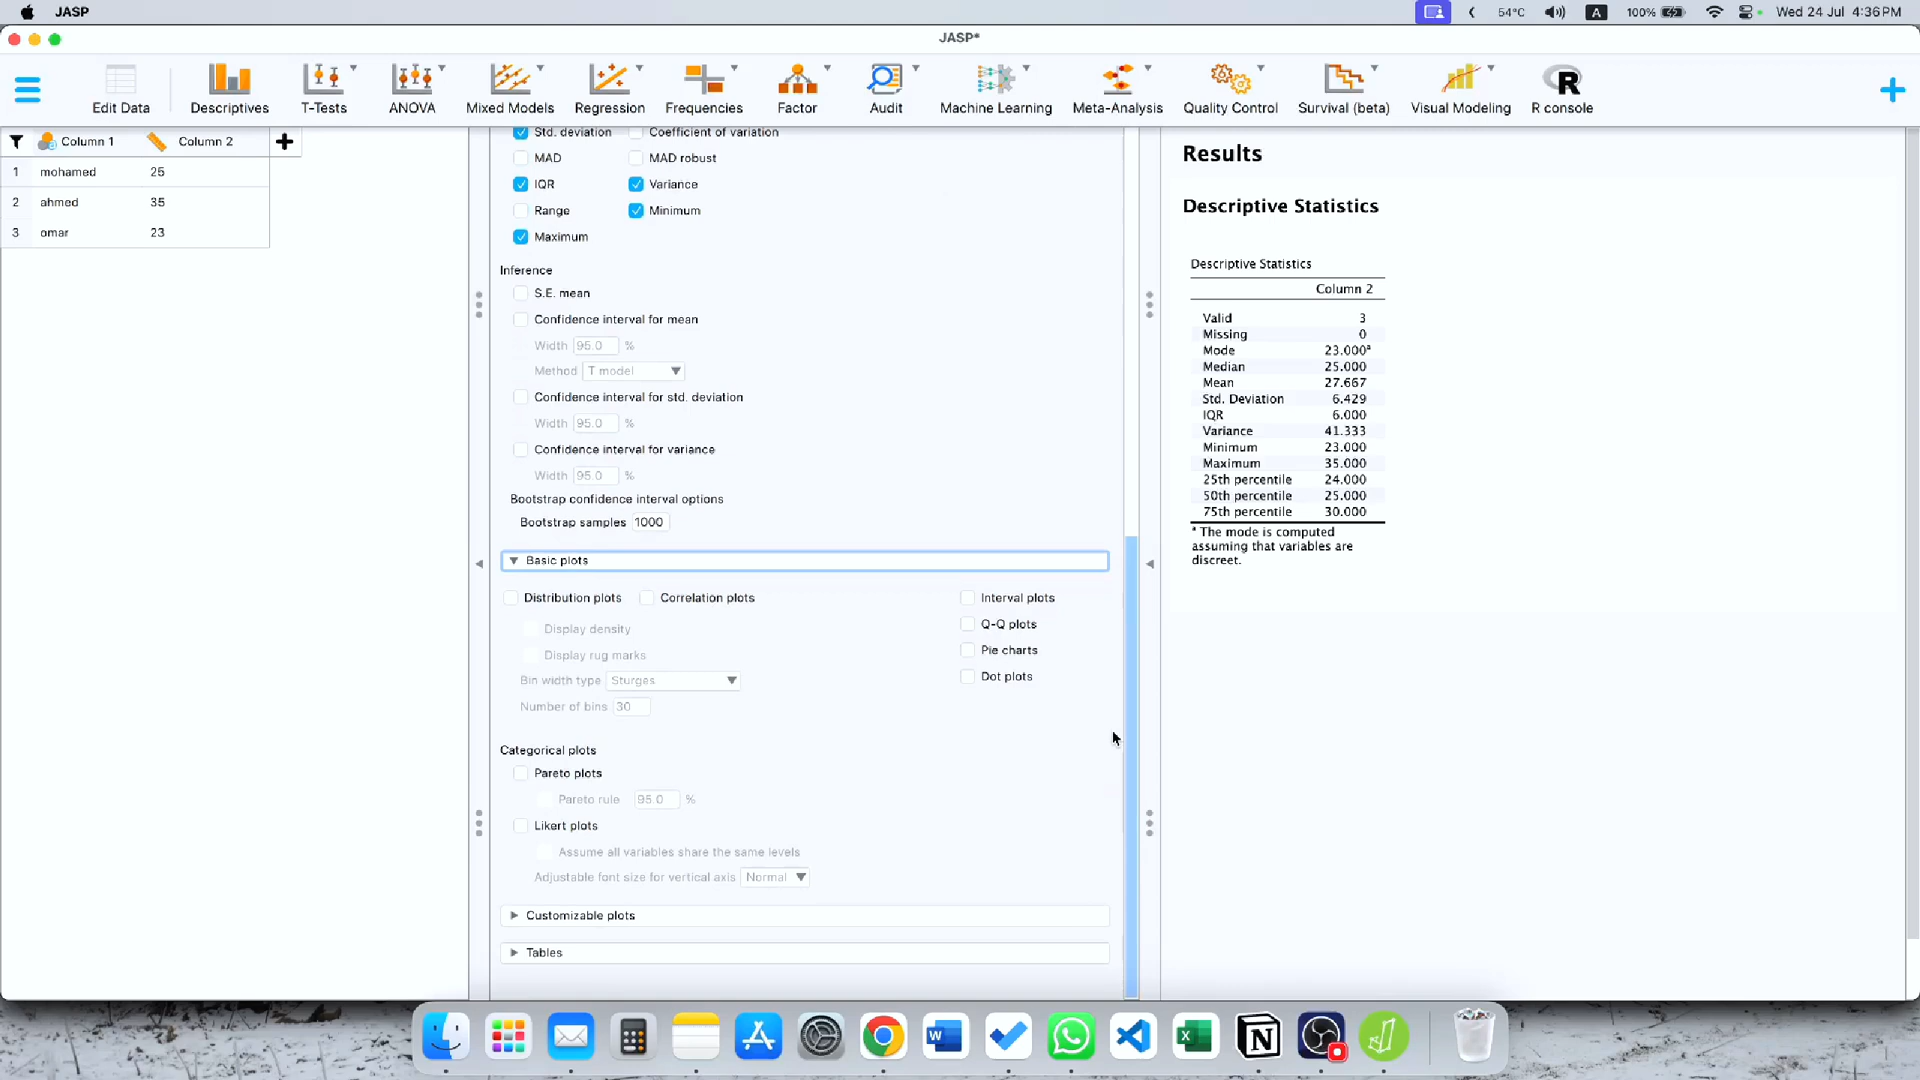 JASP
54°C
A
100%
Wed 24 Jul 4:36 PM
JASP*
Edit Data
Descriptives
T-Tests
ANOVA
Mixed Models
Regression
Frequencies
Factor
Audit
Machine Learning
Meta-Analysis
Quality Control
Survival (beta)
Visual Modeling
R console
Column 1 Column 2
1 mohamed 25
2 ahmed 35
3 omar 23
Std. deviation Coefficient of variation
MAD MAD robust
IQR Variance
Range Minimum
Maximum
Inference
S.E. mean
Confidence interval for mean
Width 95.0 %
Method T model
Confidence interval for std. deviation
Width 95.0 %
Confidence interval for variance
Width 95.0 %
Bootstrap confidence interval options
Bootstrap samples 1000
Basic plots
Distribution plots Correlation plots Interval plots
Q-Q plots
Display density
Display rug marks Pie charts
Bin width type Sturges Dot plots
Number of bins 30
Categorical plots
Pareto plots
Pareto rule 95.0 %
Likert plots
Assume all variables share the same levels
Adjustable font size for vertical axis Normal
Customizable plots
Tables
Results
Descriptive Statistics
Descriptive Statistics
Column 2
Valid 3
Missing 0
Mode 23.000ª
Median 25.000
Mean 27.667
Std. Deviation 6.429
IQR 6.000
Variance 41.333
Minimum 23.000
Maximum 35.000
25th percentile 24.000
50th percentile 25.000
75th percentile 30.000
ª The mode is computed
assuming that variables are
discreet.